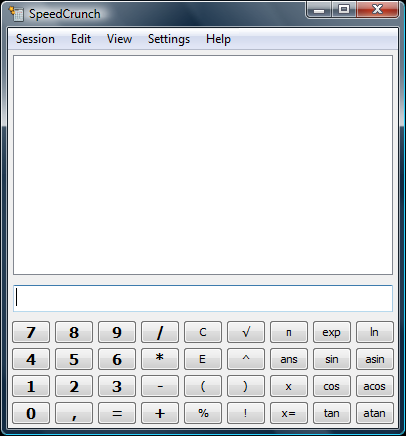 SpeedCrunch
Session Edit View Settings Help
7 8 9 / C √ π exp ln
4 5 6 * E ^ ans sin asin
1 2 3 - ( ) x cos acos
0 , = + % ! x= tan atan